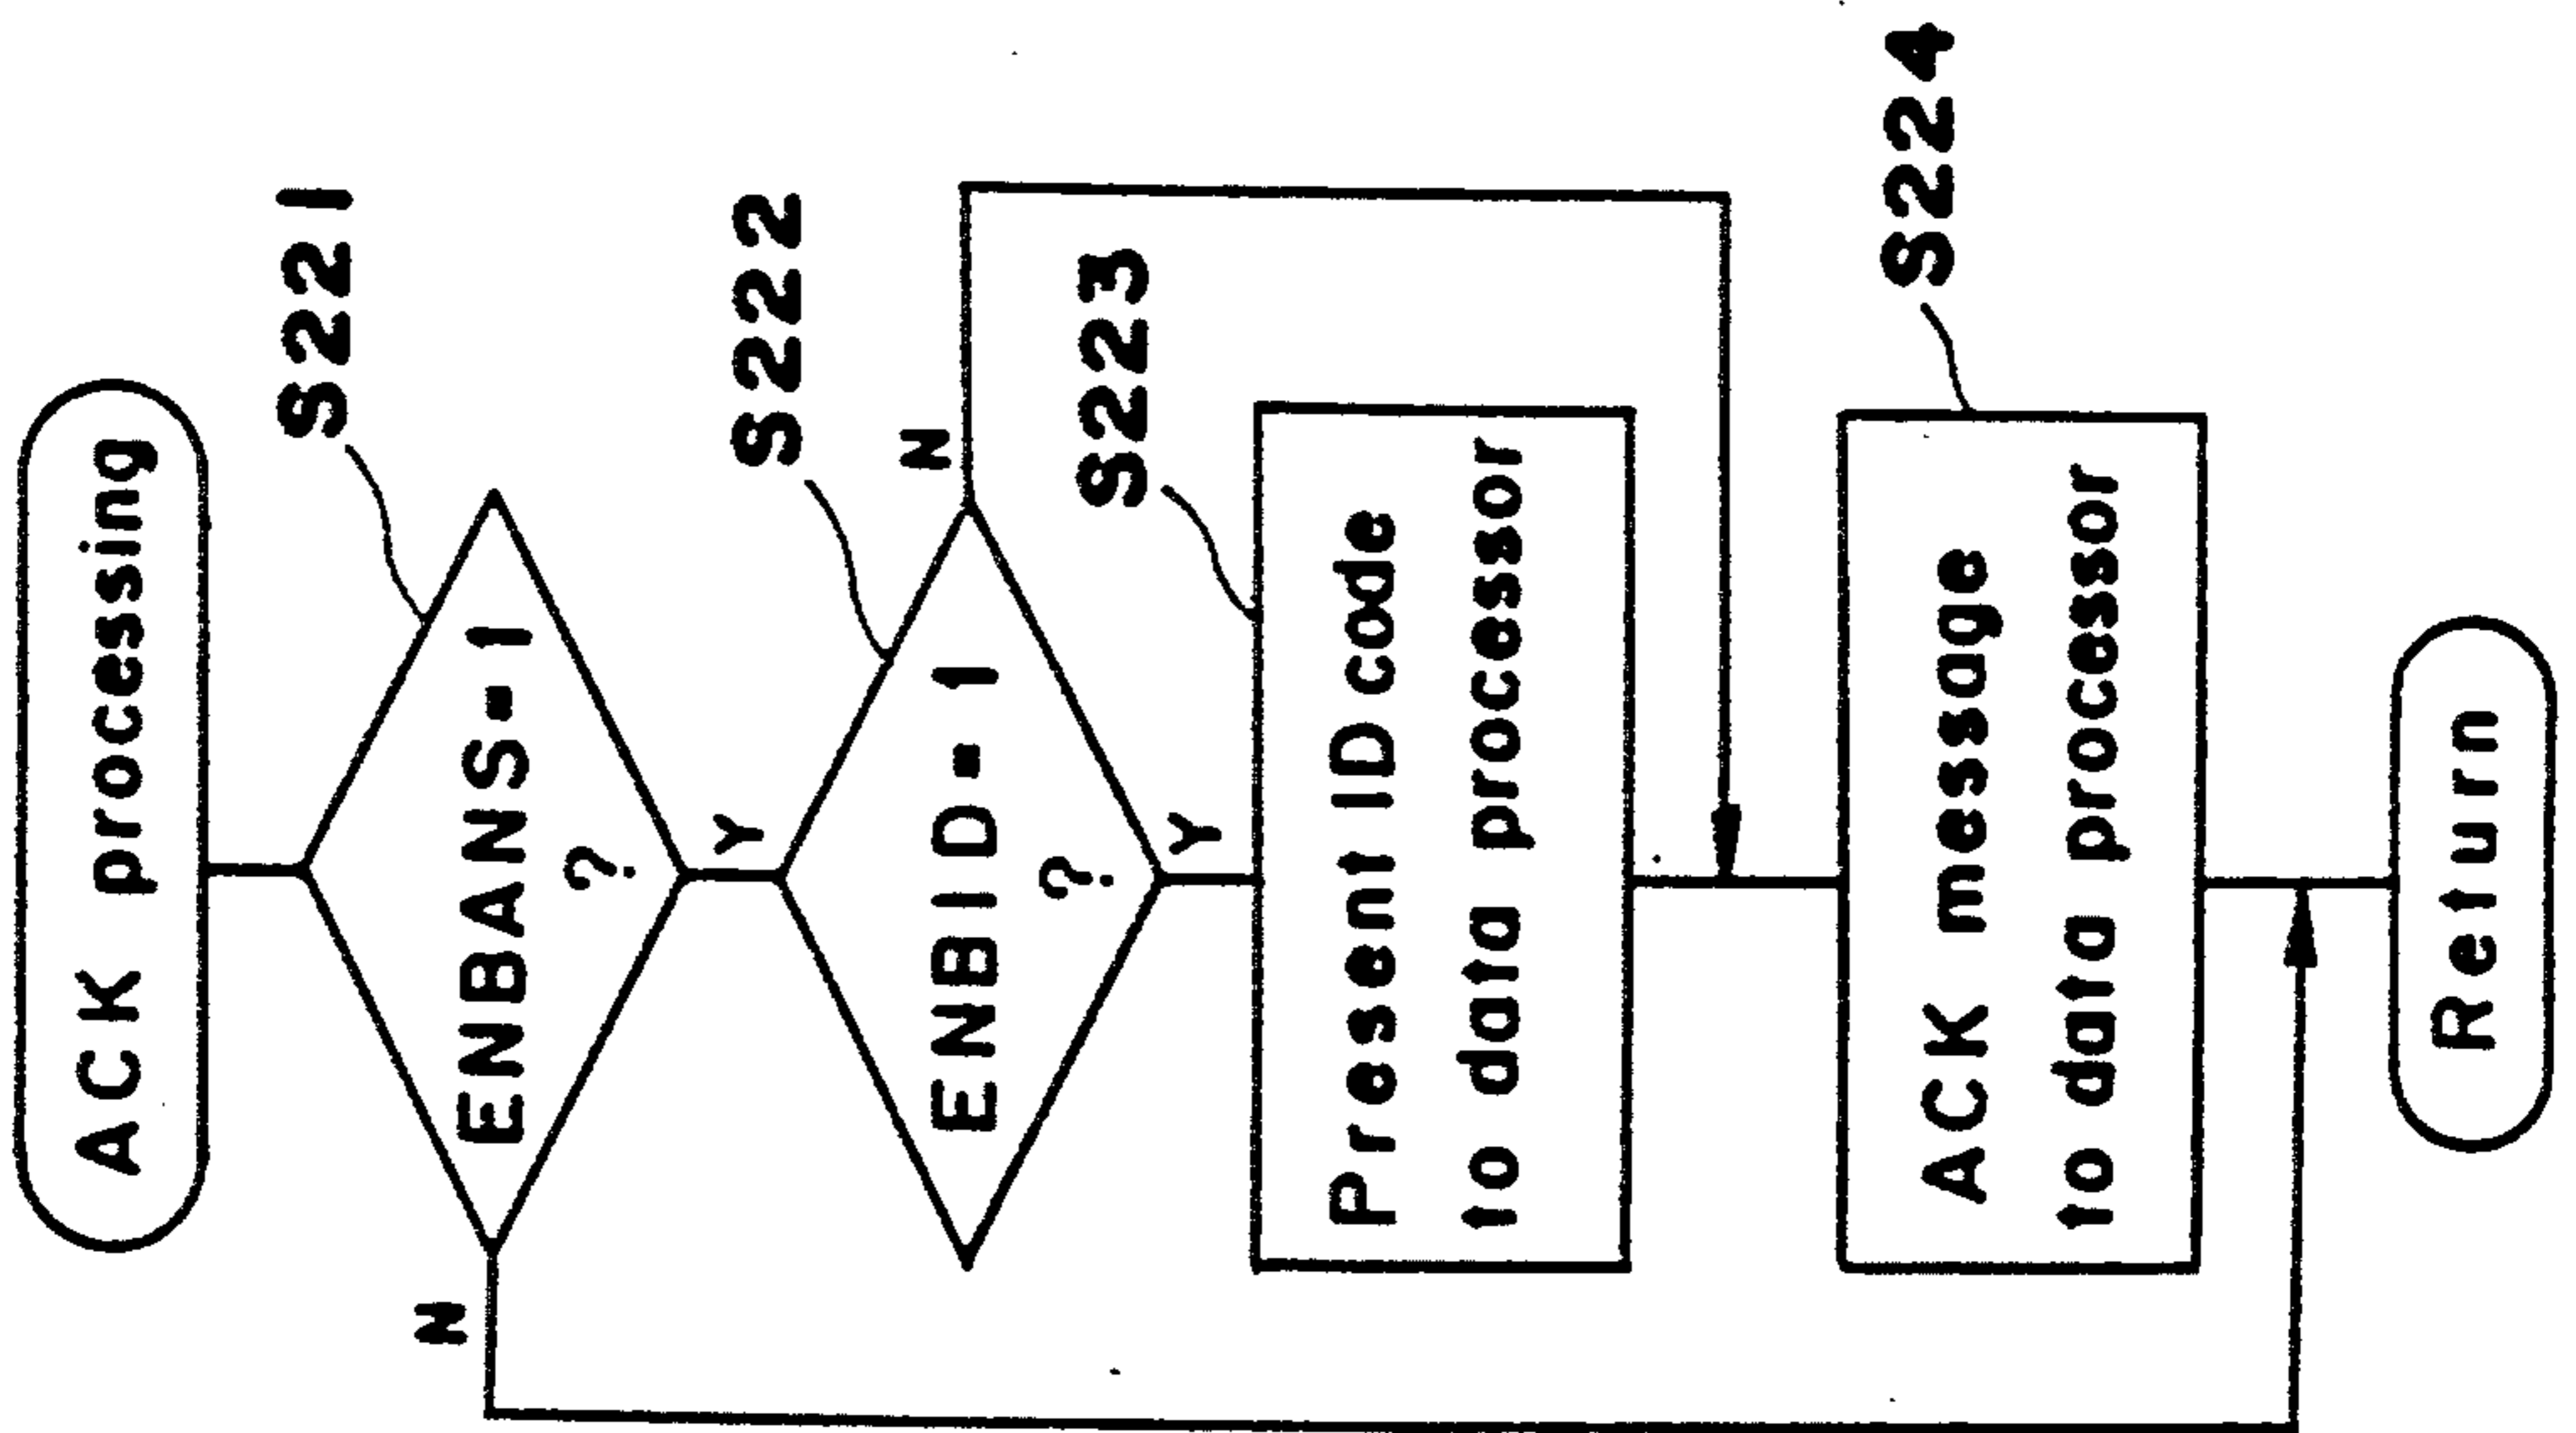 ACK processing
S221
ENBANS=1
?
N
Y
S222
ENBID=1
?
N
Y
S223
Present ID code
to data processor
S224
ACK message
to data processor
Return